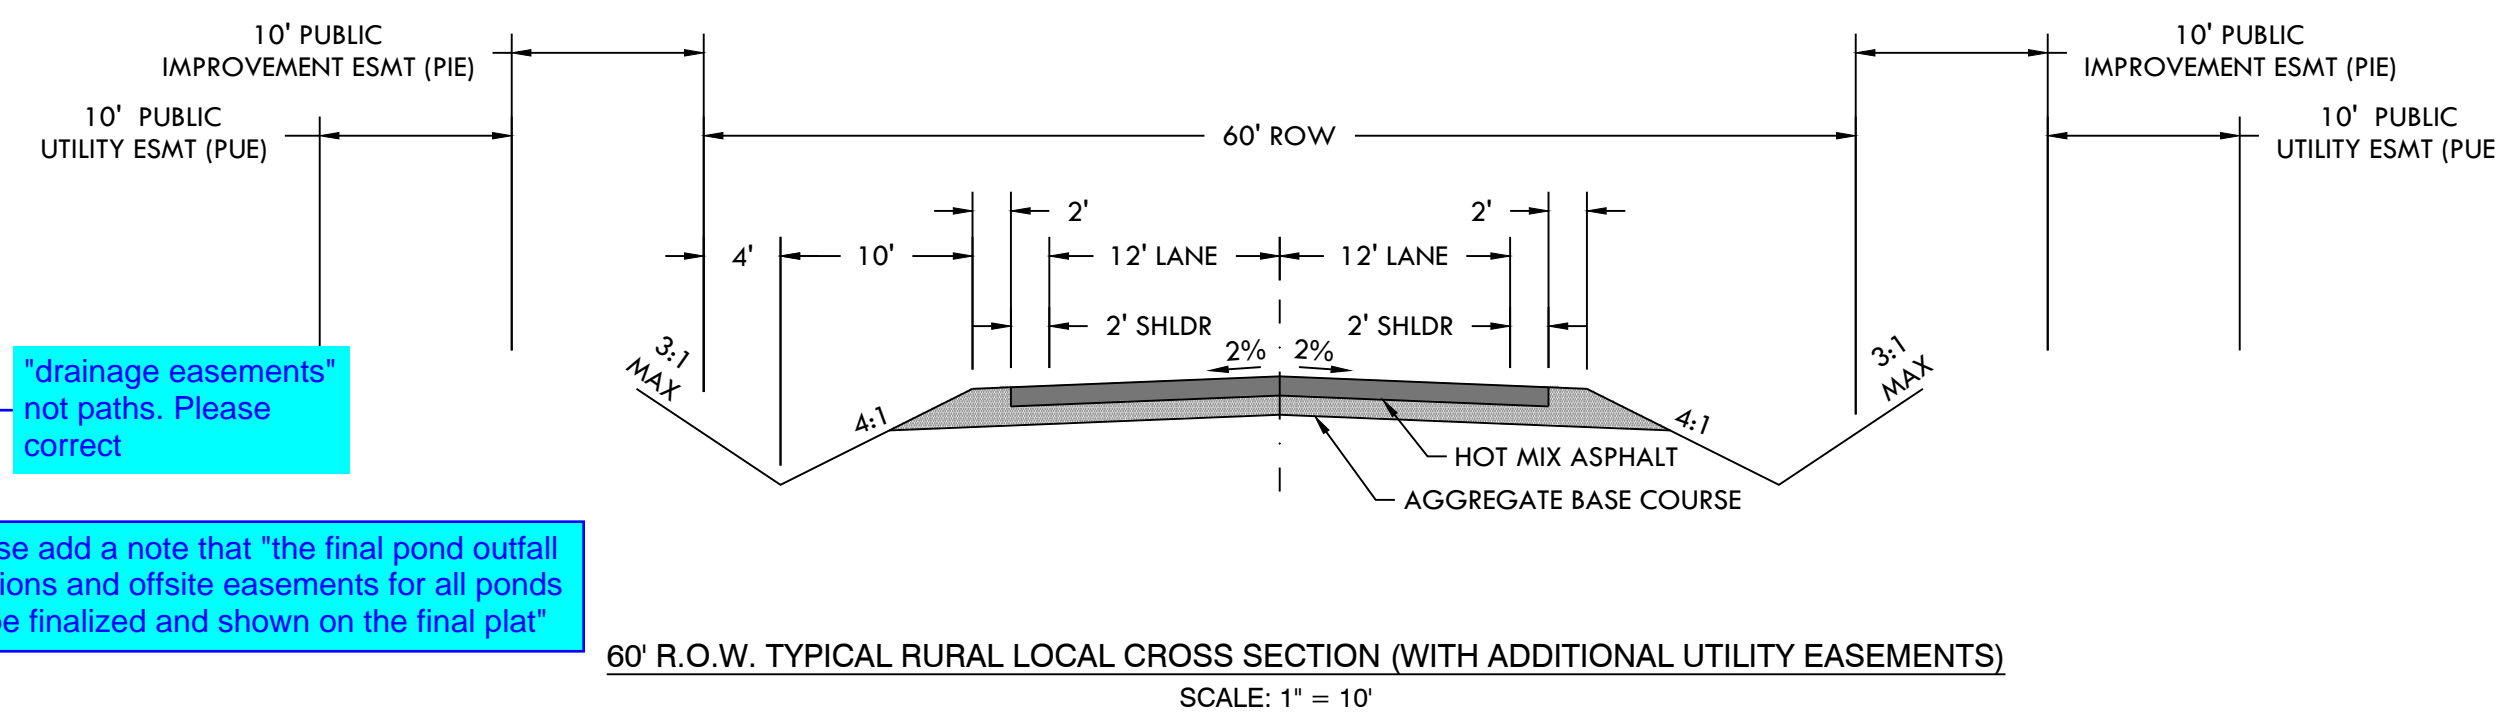 10' PUBLIC
IMPROVEMENT ESMT (PIE)
10' PUBLIC
IMPROVEMENT ESMT (PIE)
10' PUBLIC
UTILITY ESMT (PUE)
60' ROW
10' PUBLIC
UTILITY ESMT (PUE
2'
2'
4'
10'
12' LANE
12' LANE
2' SHLDR
2' SHLDR
2%
2%
3:1
MAX
3:1
MAX
4:1
4:1
"drainage easements"
not paths. Please
correct
HOT MIX ASPHALT
AGGREGATE BASE COURSE
add a note that "the final pond outfall
and offsite easements for all ponds
finalized and shown on the final plat"
60' R.O.W. TYPICAL RURAL LOCAL CROSS SECTION (WITH ADDITIONAL UTILITY EASEMENTS)
SCALE: 1" = 10'